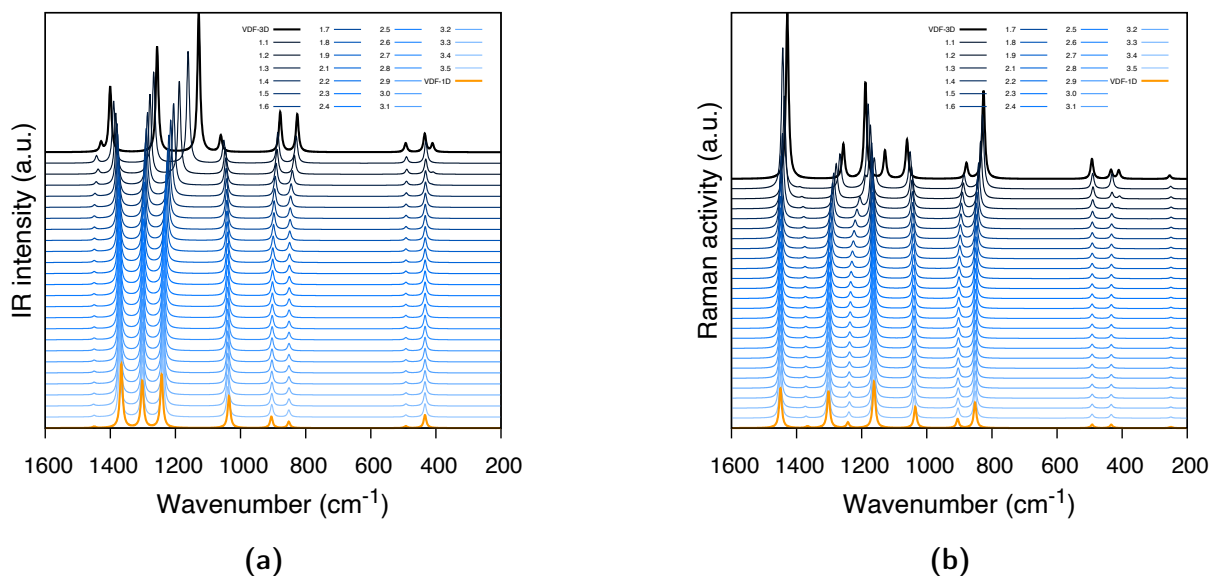 IR intensity (a.u.)
VDF-3D 1.7 2.5 3.2
1.1 1.8 2.6 3.3
1.2 1.9 2.7 3.4
1.3 2.1 2.8 3.5
1.4 2.2 2.9 VDF-1D
1.5 2.3 3.0
1.6 2.4 3.1
1600 1400 1200 1000 800 600 400 200
Wavenumber (cm-1)
(a)
Raman activity (a.u.)
VDF-3D 1.7 2.5 3.2
1.1 1.8 2.6 3.3
1.2 1.9 2.7 3.4
1.3 2.1 2.8 3.5
1.4 2.2 2.9 VDF-1D
1.5 2.3 3.0
1.6 2.4 3.1
1600 1400 1200 1000 800 600 400 200
Wavenumber (cm-1)
(b)